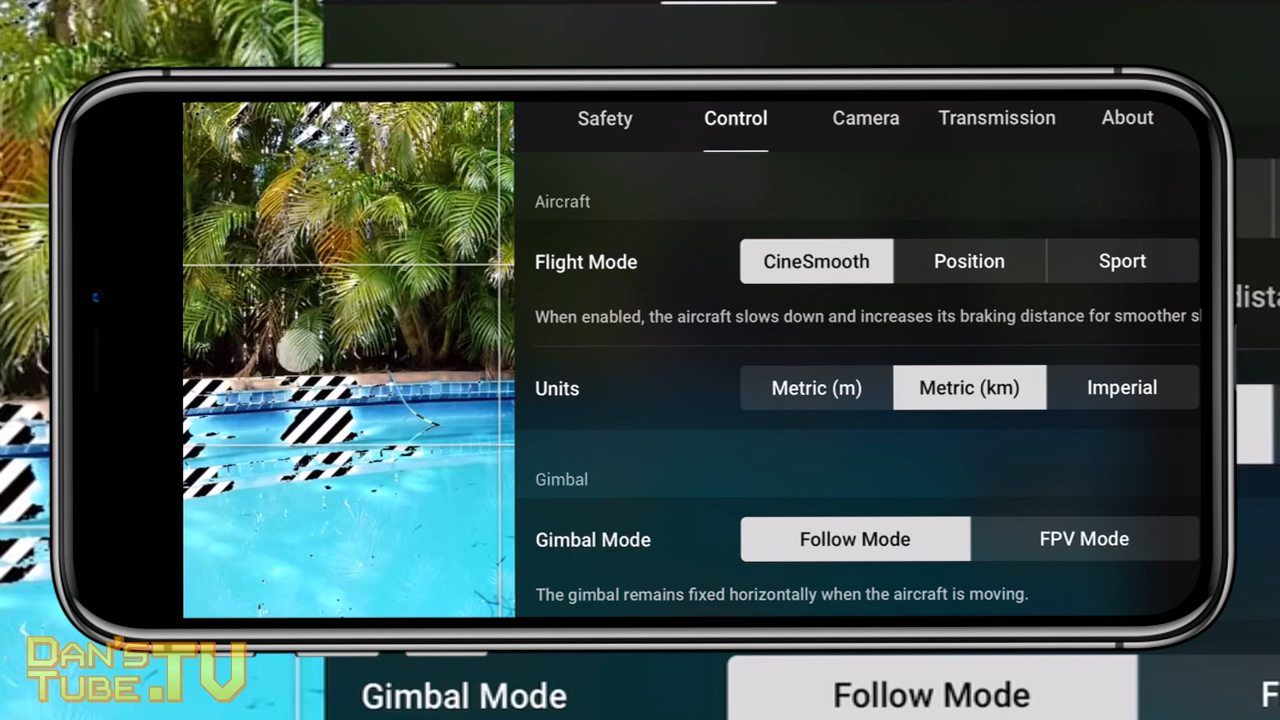 Safety Control Camera Transmission About
Aircraft
Flight Mode CineSmooth Position Sport
When enabled, the aircraft slows down and increases its braking distance for smoother
Units Metric (m) Metric (km) Imperial
Gimbal
Gimbal Mode Follow Mode FPV Mode
The gimbal remains fixed horizontally when the aircraft is moving.
DAN'S TUBE.TV
Gimbal Mode Follow Mode F